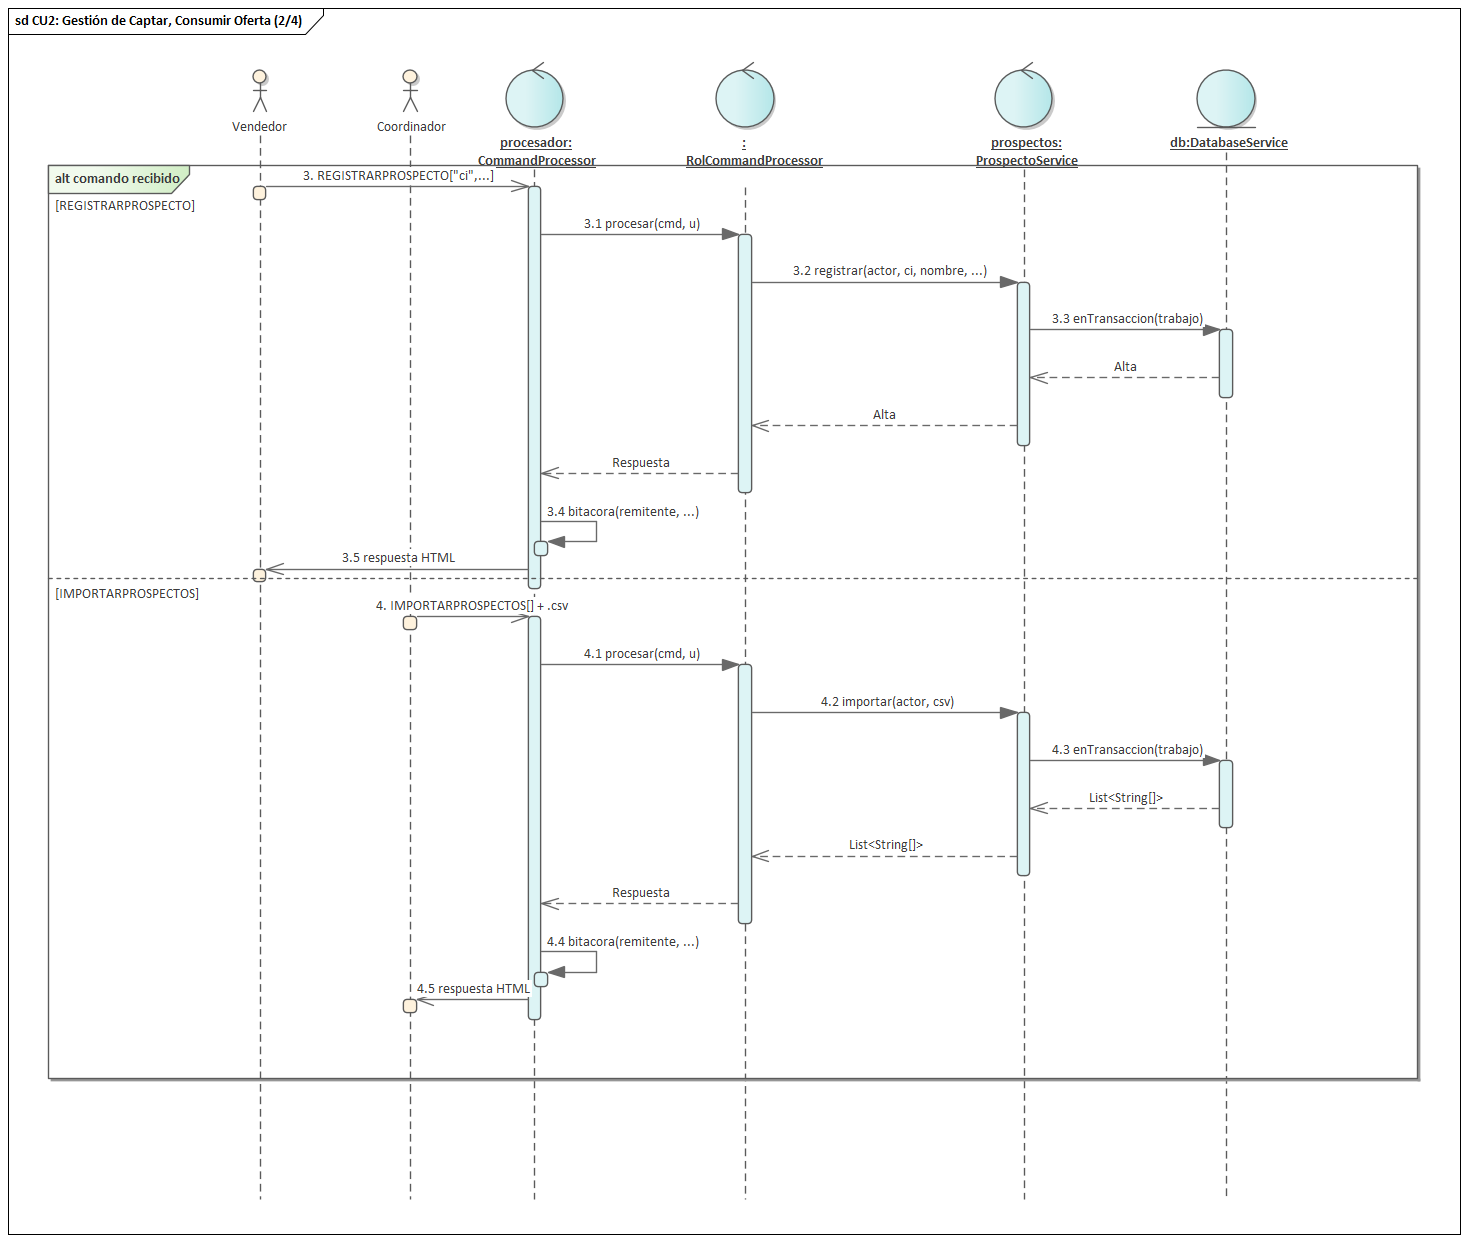 sd CU2: Gestión de Captar, Consumir Oferta (2/4)
Vendedor
Coordinador
procesador:
CommandProcessor
:
RolCommandProcessor
prospectos:
ProspectoService
db:DatabaseService
alt comando recibido
3. REGISTRARPROSPECTO["ci",...]
[REGISTRARPROSPECTO]
3.1 procesar(cmd, u)
3.2 registrar(actor, ci, nombre, ...)
3.3 enTransaccion(trabajo)
Alta
Alta
Respuesta
3.4 bitacora(remitente, ...)
3.5 respuesta HTML
[IMPORTARPROSPECTOS]
4. IMPORTARPROSPECTOS[] + .csv
4.1 procesar(cmd, u)
4.2 importar(actor, csv)
4.3 enTransaccion(trabajo)
List<String[]>
List<String[]>
Respuesta
4.4 bitacora(remitente, ...)
4.5 respuesta HTML